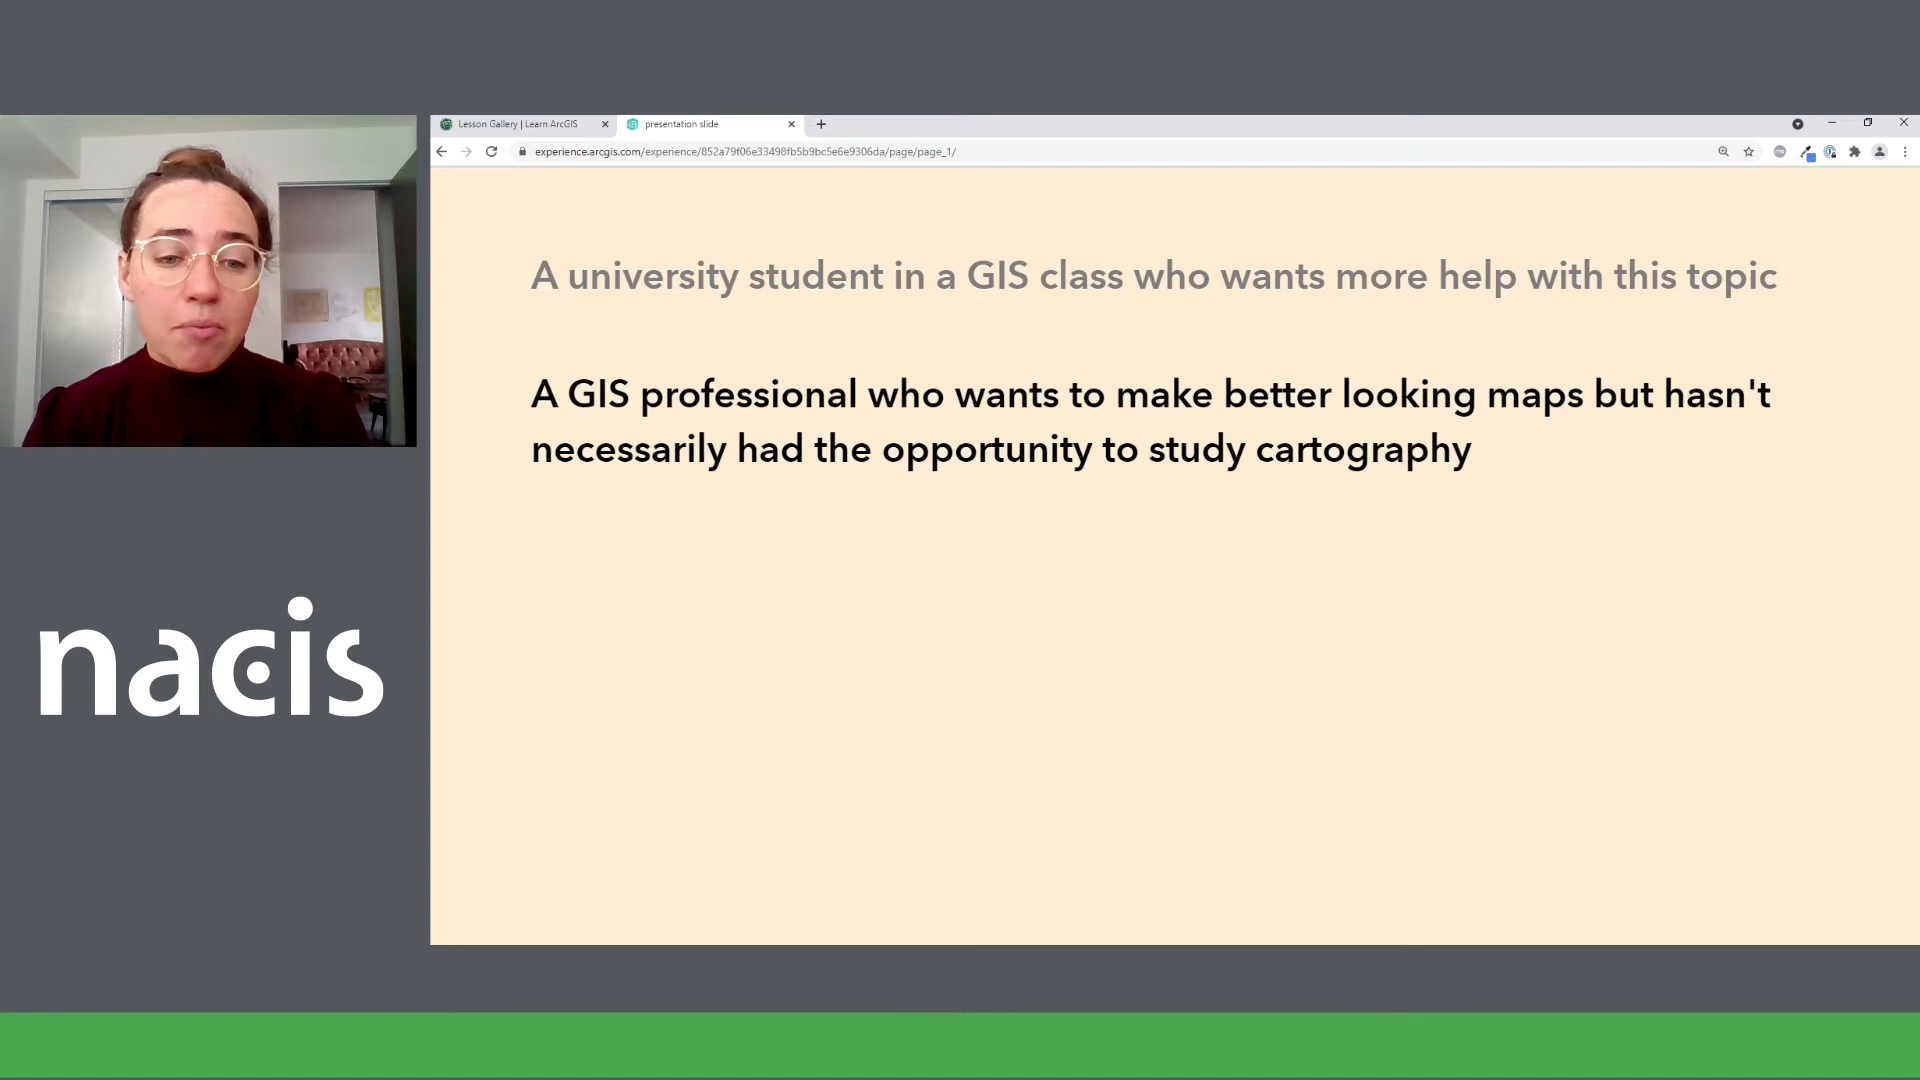 Lesson Gallery | Learn ArcGIS
presentation slide
experience.arcgis.com/experience/852a79f06e33498fb5b9bc5e6e9306da/page/page_1/
A university student in a GIS class who wants more help with this topic
A GIS professional who wants to make better looking maps but hasn't
necessarily had the opportunity to study cartography
nacis